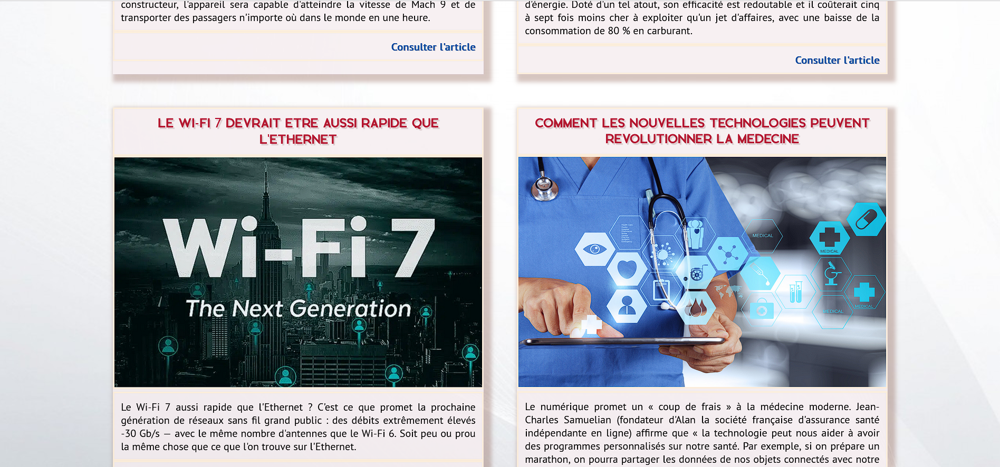 constructeur, l'appareil sera capable d'atteindre la vitesse de Mach 9 et de
transporter des passagers n'importe où dans le monde en une heure.
Consulter l'article
d'énergie. Doté d'un tel atout, son efficacité est redoutable et il coûterait cinq
à sept fois moins cher à exploiter qu'un jet d'affaires, avec une baisse de la
consommation de 80 % en carburant.
Consulter l'article
LE WI-FI 7 DEVRAIT ETRE AUSSI RAPIDE QUE
L'ETHERNET
Wi-Fi 7
The Next Generation
Le Wi-Fi 7 aussi rapide que l'Ethernet ? C'est ce que promet la prochaine
génération de réseaux sans fil grand public : des débits extrêmement élevés
-30 Gb/s — avec le même nombre d'antennes que le Wi-Fi 6. Soit peu ou prou
la même chose que ce que l'on trouve sur l'Ethernet.
COMMENT LES NOUVELLES TECHNOLOGIES PEUVENT
REVOLUTIONNER LA MEDECINE
MEDICAL
MEDICAL
MEDICAL
MEDICAL
Le numérique promet un « coup de frais » à la médecine moderne. Jean-
Charles Samuelian (fondateur d'Alan la société française d'assurance santé
indépendante en ligne) affirme que « la technologie peut nous aider à avoir
des programmes personnalisés sur notre santé. Par exemple, si on prépare un
marathon, on pourra partager les données de nos objets connectés avec notre